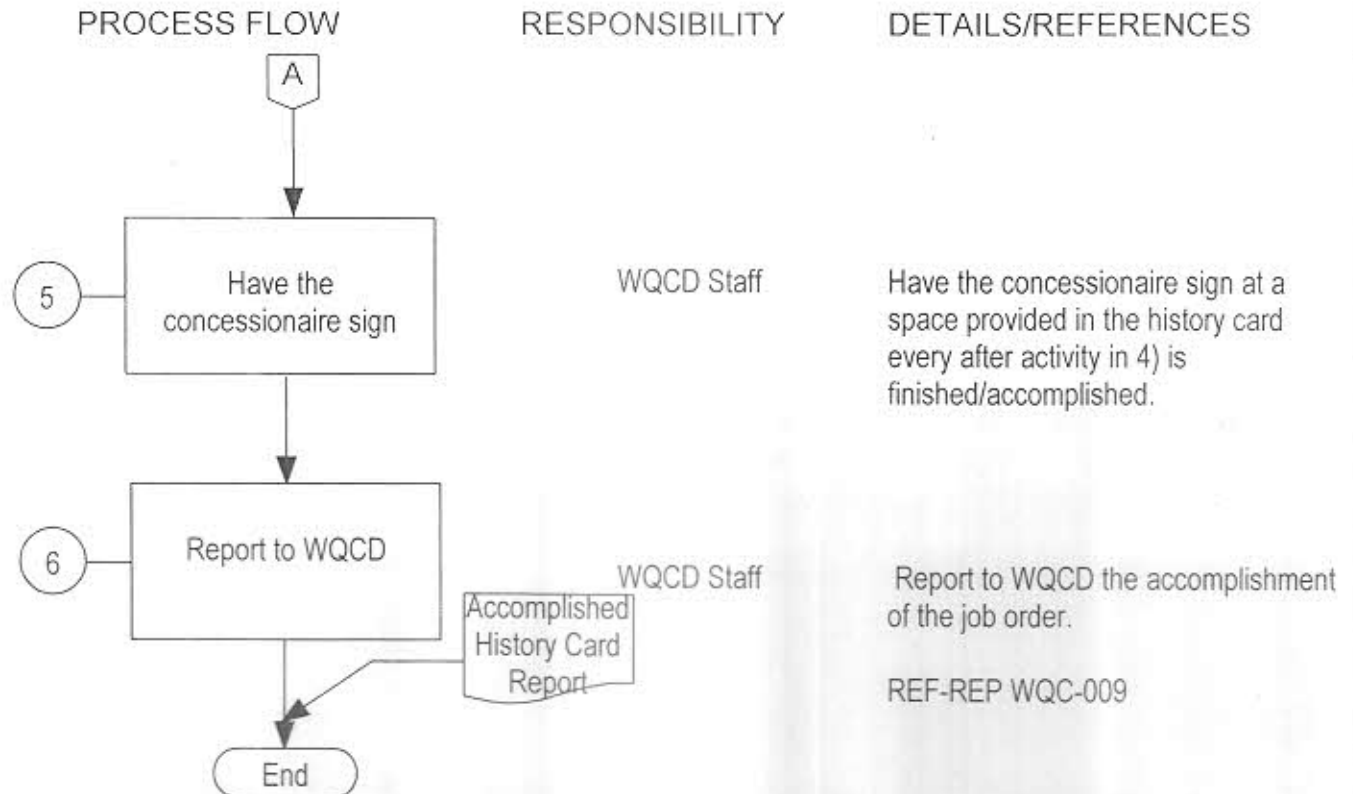 PROCESS FLOW RESPONSIBILITY DETAILS/REFERENCES
A
5
Have the
concessionaire sign
WQCD Staff
Have the concessionaire sign at a
space provided in the history card
every after activity in 4) is
finished/accomplished.
6
Report to WQCD
WQCD Staff
Report to WQCD the accomplishment
of the job order.
REF-REP WQC-009
Accomplished
History Card
Report
End